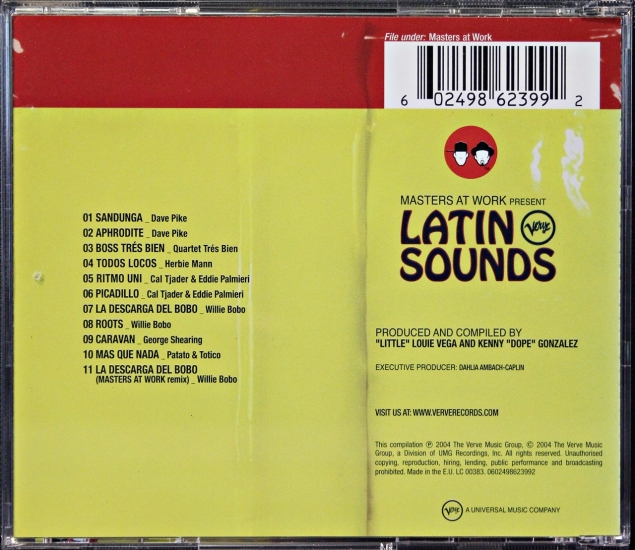 File under: Masters at Work
6 02498 62399 2
MASTERS AT WORK PRESENT
LATIN Verve
SOUNDS
01 SANDUNGA _ Dave Pike
02 APHRODITE _ Dave Pike
03 BOSS TRÉS BIEN _ Quartet Trés Bien
04 TODOS LOCOS _ Herbie Mann
05 RITMO UNI _ Cal Tjader & Eddie Palmieri
06 PICADILLO _ Cal Tjader & Eddie Palmieri
07 LA DESCARGA DEL BOBO _ Willie Bobo
08 ROOTS _ Willie Bobo
09 CARAVAN _ George Shearing
10 MAS QUE NADA _ Patato & Totico
11 LA DESCARGA DEL BOBO
(MASTERS AT WORK remix) _ Willie Bobo
PRODUCED AND COMPILED BY
"LITTLE" LOUIE VEGA AND KENNY "DOPE" GONZALEZ
EXECUTIVE PRODUCER: DAHLIA AMBACH-CAPLIN
VISIT US AT: WWW.VERVERECORDS.COM
This compilation ℗ 2004 The Verve Music Group, © 2004 The Verve Music
Group, a Division of UMG Recordings, Inc. All rights reserved. Unauthorised
copying, reproduction, hiring, lending, public performance and broadcasting
prohibited. Made in the E.U. LC 00383. 0602498623992
Verve A UNIVERSAL MUSIC COMPANY